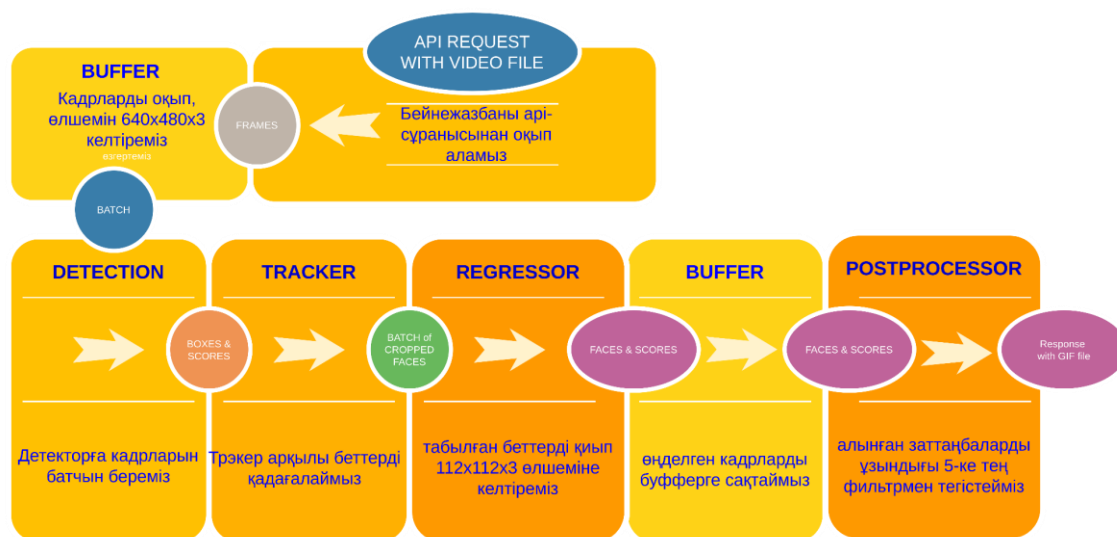 API REQUEST
WITH VIDEO FILE
BUFFER
Кадрларды оқып,
өлшемін 640x480x3
келтіреміз
өзгертеміз
FRAMES
Бейнежазбаны api-
сұранысынан оқып
аламыз
BATCH
DETECTION
TRACKER
REGRESSOR
BUFFER
POSTPROCESSOR
BOXES &
SCORES
BATCH of
CROPPED
FACES
FACES & SCORES
FACES & SCORES
Response
with GIF file
Детекторға кадрларын
батчын береміз
Трэкер арқылы беттерді
қадағалаймыз
табылған беттерді қиып
112x112x3 өлшеміне
келтіреміз
өңделген кадрларды
буфферге сақтаймыз
алынған заттаңбаларды
ұзындығы 5-ке тең
фильтрмен тегістейміз